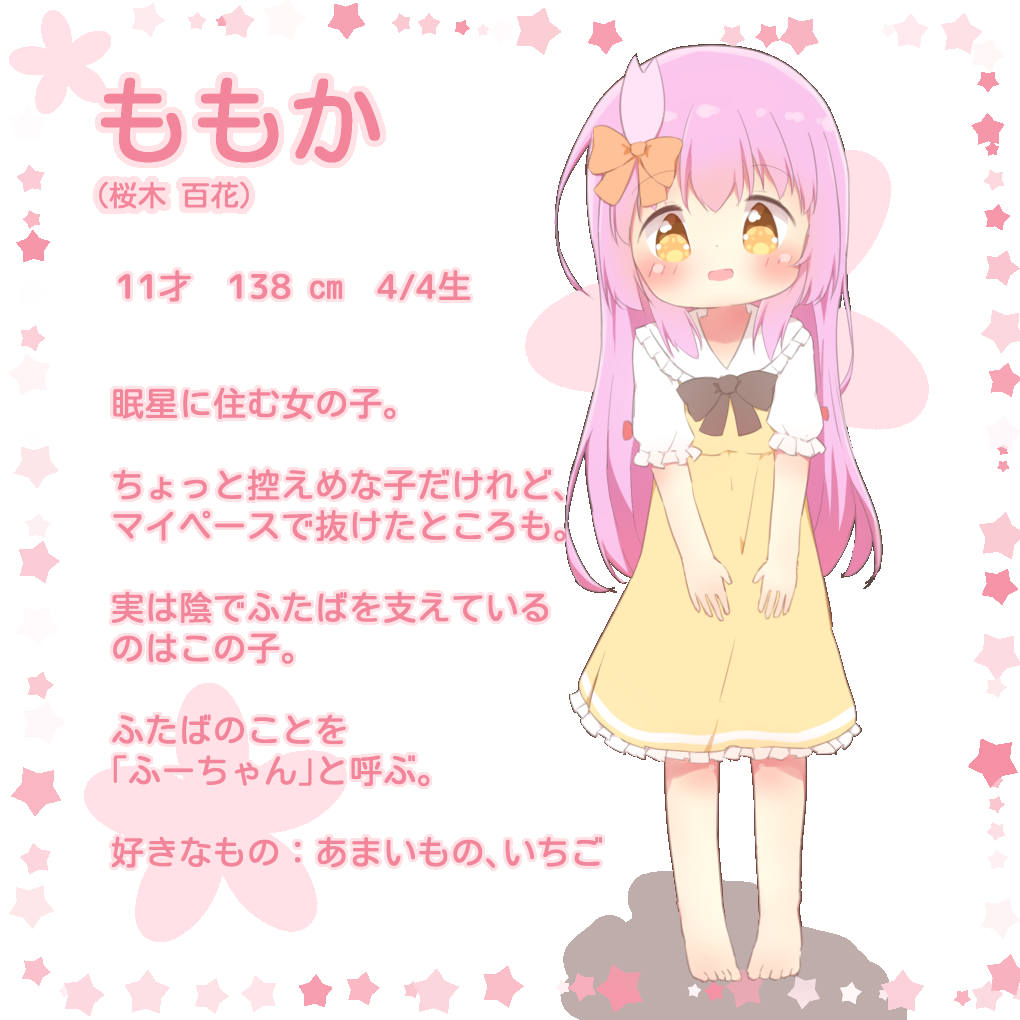 ももか
(桜木 百花)
11才 138 cm 4/4生
眠星に住む女の子。
ちょっと控えめな子だけれど、
マイペースで抜けたところも。
実は陰でふたばを支えている
のはこの子。
ふたばのことを
「ふーちゃん」と呼ぶ。
好きなもの：あまいもの、いちご